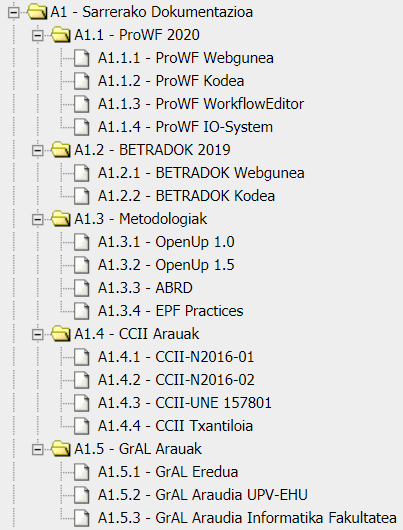 A1 - Sarrerako Dokumentazioa
A1.1 - ProWF 2020
A1.1.1 - ProWF Webgunea
A1.1.2 - ProWF Kodea
A1.1.3 - ProWF WorkflowEditor
A1.1.4 - ProWF IO-System
A1.2 - BETRADOK 2019
A1.2.1 - BETRADOK Webgunea
A1.2.2 - BETRADOK Kodea
A1.3 - Metodologiak
A1.3.1 - OpenUp 1.0
A1.3.2 - OpenUp 1.5
A1.3.3 - ABRD
A1.3.4 - EPF Practices
A1.4 - CCII Arauak
A1.4.1 - CCII-N2016-01
A1.4.2 - CCII-N2016-02
A1.4.3 - CCII-UNE 157801
A1.4.4 - CCII Txantiloia
A1.5 - GrAL Arauak
A1.5.1 - GrAL Eredua
A1.5.2 - GrAL Araudia UPV-EHU
A1.5.3 - GrAL Araudia Informatika Fakultatea